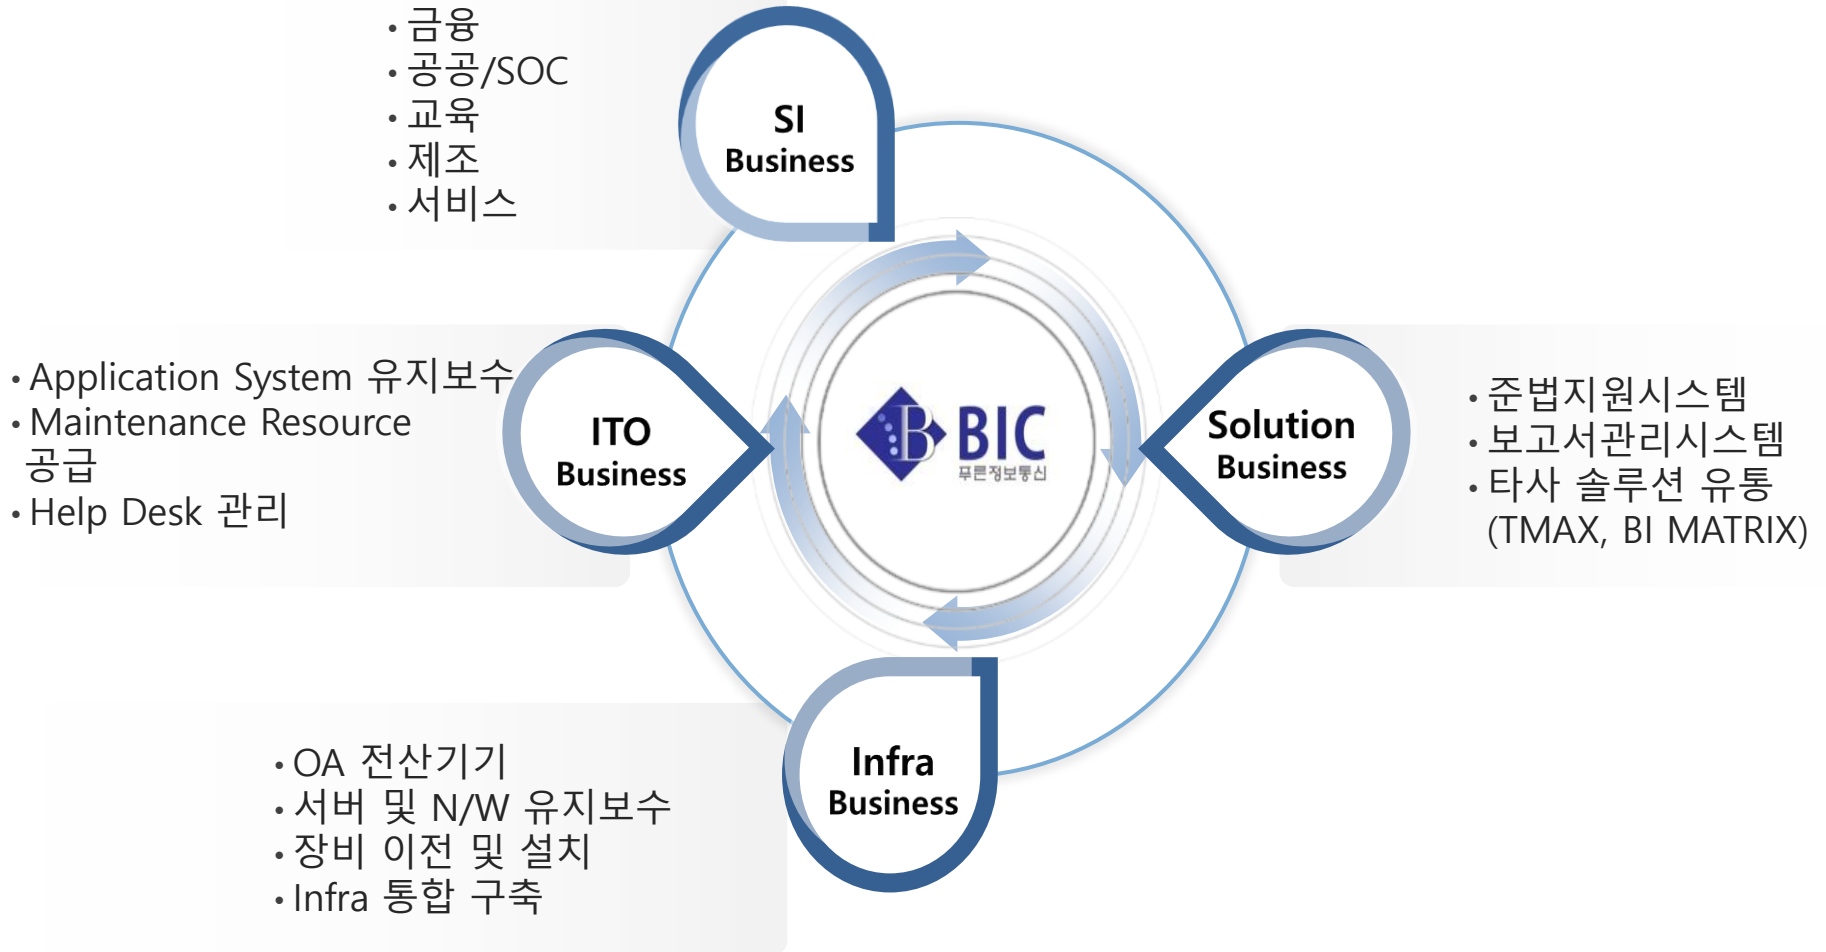 • 금융
• 공공/SOC
• 교육
• 제조
• 서비스
SI
Business
• Application System 유지보수
• Maintenance Resource
공급
• Help Desk 관리
ITO
Business
B
BIC
푸른정보통신
Solution
Business
• 준법지원시스템
• 보고서관리시스템
• 타사 솔루션 유통
(TMAX, BI MATRIX)
Infra
Business
• OA 전산기기
• 서버 및 N/W 유지보수
• 장비 이전 및 설치
• Infra 통합 구축